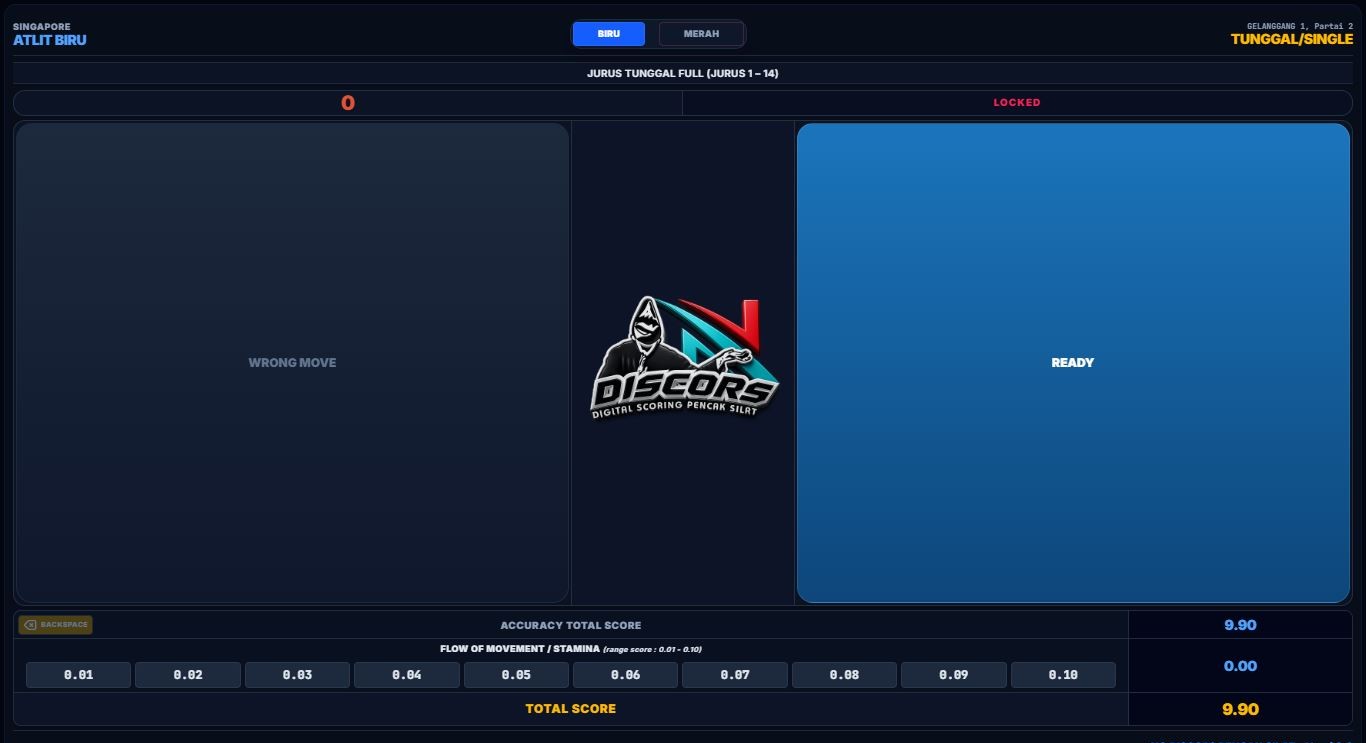 SINGAPORE
ATLIT BIRU
BIRU
MERAH
GELANGGANG 1, Partai 2
TUNGGAL/SINGLE
JURUS TUNGGAL FULL (JURUS 1 – 14)
0
LOCKED
WRONG MOVE
DISCORS
DIGITAL SCORING PENCAK SILAT
READY
BACKSPACE
ACCURACY TOTAL SCORE
9.90
FLOW OF MOVEMENT / STAMINA (range score : 0.01 - 0.10)
0.01 0.02 0.03 0.04 0.05 0.06 0.07 0.08 0.09 0.10
0.00
TOTAL SCORE
9.90